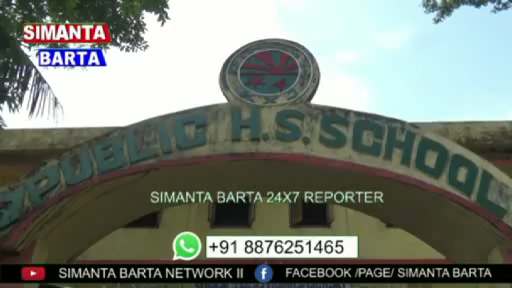 SIMANTA
BARTA
PUBLIC H.S. SCHOOL
SIMANTA BARTA 24X7 REPORTER
+91 8876251465
SIMANTA BARTA NETWORK II
FACEBOOK /PAGE/ SIMANTA BARTA